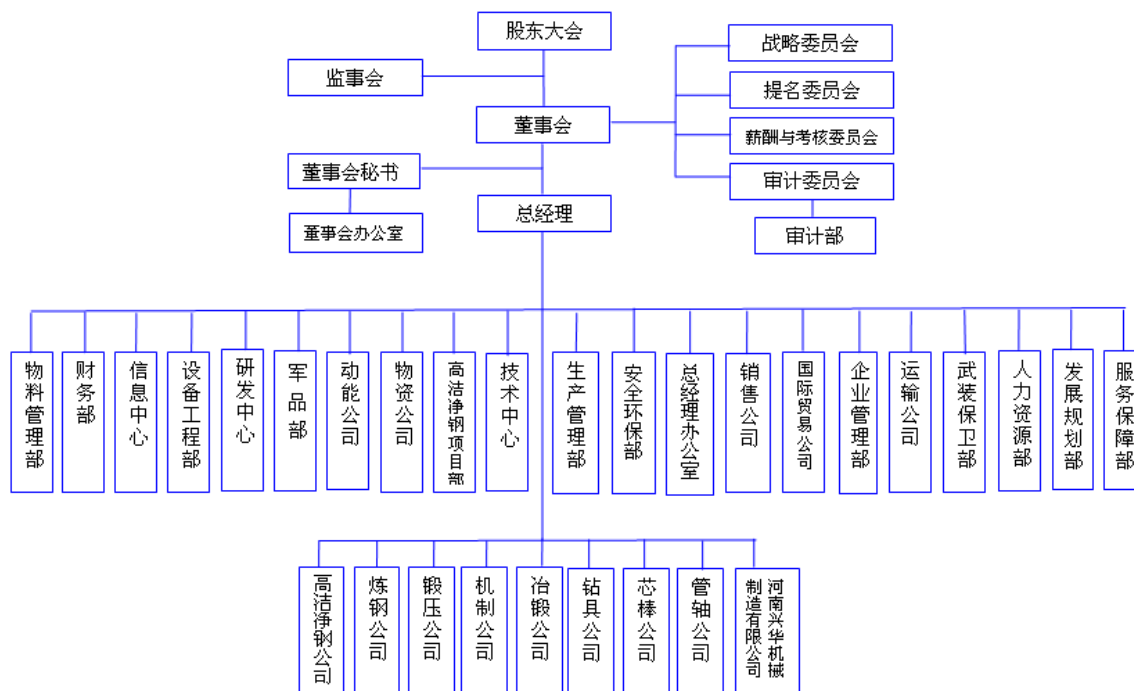 股东大会
战略委员会
监事会
提名委员会
董事会
薪酬与考核委员会
董事会秘书
审计委员会
总经理
董事会办公室
审计部
物料管理部
财务部
信息中心
设备工程部
研发中心
军品部
动能公司
物资公司
高洁净钢项目部
技术中心
生产管理部
安全环保部
总经理办公室
销售公司
国际贸易公司
企业管理部
运输公司
武装保卫部
人力资源部
发展规划部
服务保障部
高洁净钢公司
炼钢公司
锻压公司
机制公司
冶锻公司
钻具公司
芯棒公司
管轴公司
河南兴华机械
制造有限公司